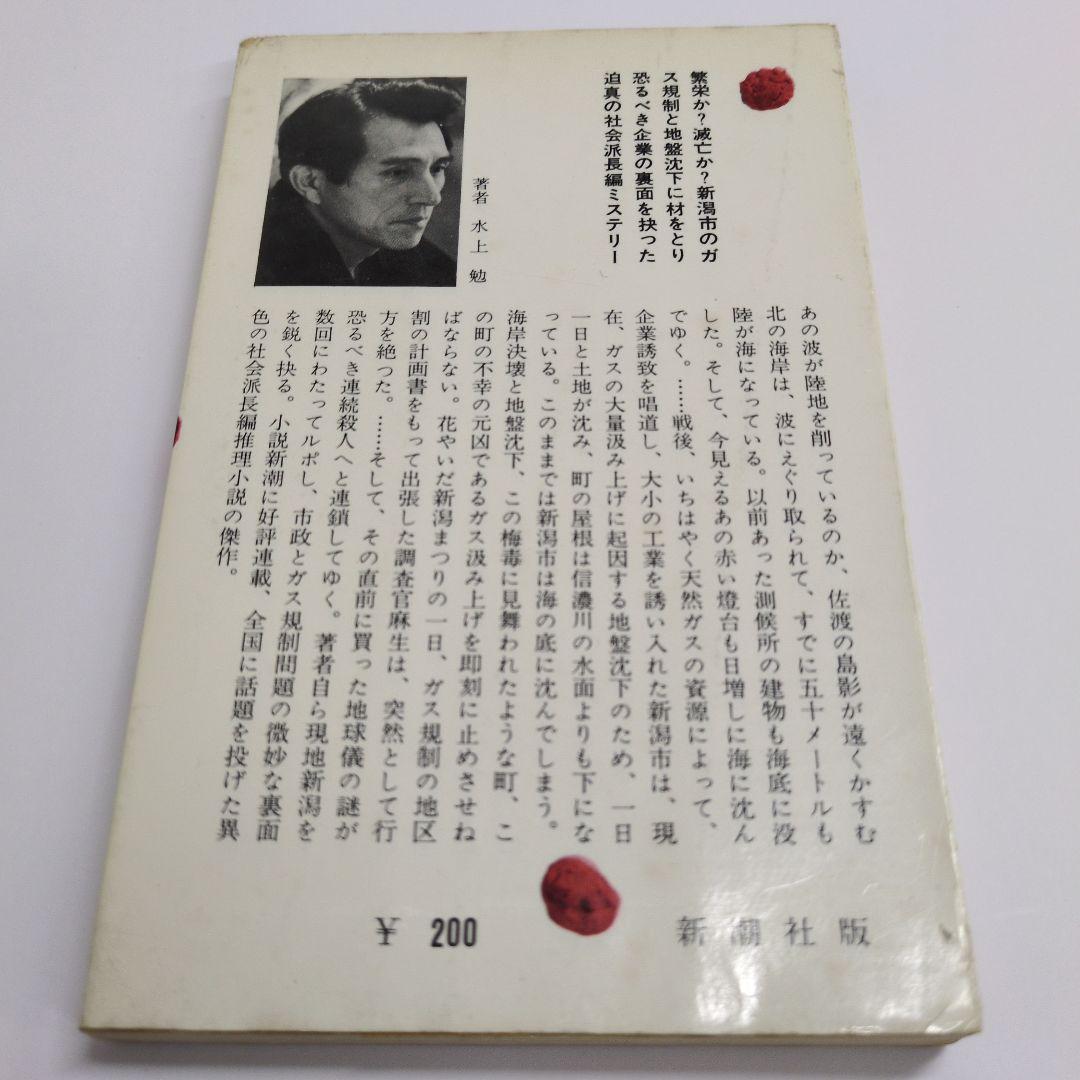 繁栄か?滅亡か?新潟市のガ
ス規制と地盤沈下に材をとり
恐るべき企業の裏面を抉った
迫真の社会派長編ミステリー
著者 水上 勉
あの波が陸地を削っているのか、佐渡の島影が遠くかすむ
北の海岸は、波にえぐり取られて、すでに五十メートルも
陸が海になっている。以前あった測候所の建物も海底に没
した。そして、今見えるあの赤い燈台も日増しに海に沈ん
でゆく。……戦後、いちはやく天然ガスの資源によって、
企業誘致を唱道し、大小の工業を誘い入れた新潟市は、現
在、ガスの大量汲み上げに起因する地盤沈下のため、一日
一日と土地が沈み、町の屋根は信濃川の水面よりも下にな
っている。このままでは新潟市は海の底に沈んでしまう。
海岸決壊と地盤沈下、この梅毒に見舞われたような町、こ
の町の不幸の元凶であるガス汲み上げを即刻に止めさせね
ばならない。花やいだ新潟まつりの一日、ガス規制の地区
割の計画書をもって出張した調査官麻生は、突然として行
方を絶った。……そして、その直前に買った地球儀の謎が
恐るべき連続殺人へと連鎖してゆく。著者自ら現地新潟を
数回にわたってルポし、市政とガス規制問題の微妙な裏面
を鋭く抉る。小説新潮に好評連載、全国に話題を投げた異
色の社会派長編推理小説の傑作。
¥ 200
新潮社版